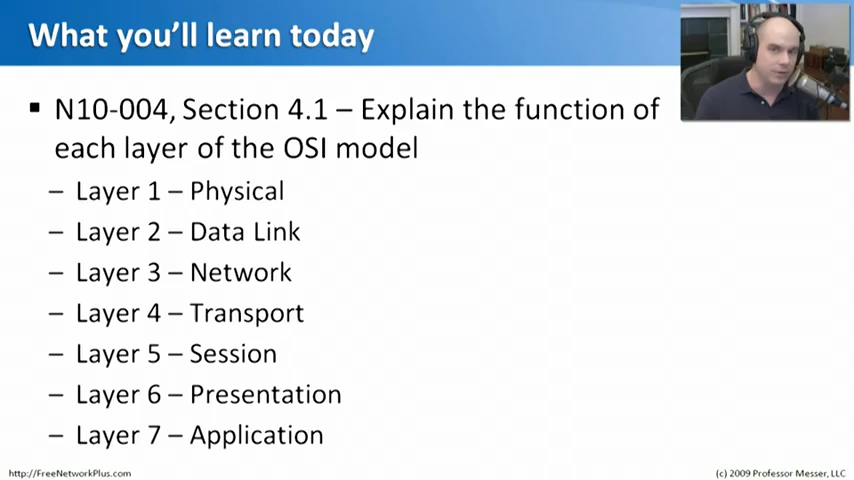 What you'll learn today
▪ N10-004, Section 4.1 – Explain the function of
each layer of the OSI model
– Layer 1 – Physical
– Layer 2 – Data Link
– Layer 3 – Network
– Layer 4 – Transport
– Layer 5 – Session
– Layer 6 – Presentation
– Layer 7 – Application
http://FreeNetworkPlus.com
(c) 2009 Professor Messer, LLC